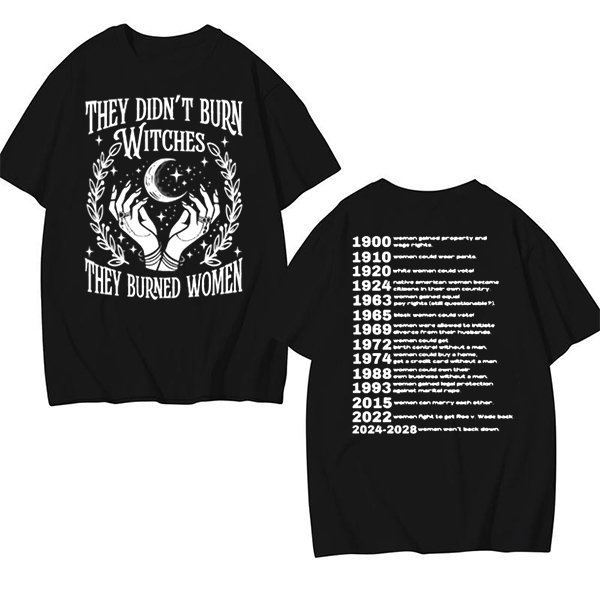 THEY DIDN'T BURN
WITCHES
THEY BURNED WOMEN
1900 women gained property and
wage rights.
1910 women could wear pants.
1920 white women could vote!
1924 native american women became
citizens in their own country.
1963 women gained equal
pay rights (still questionable?).
1965 black women could vote!
1969 women were allowed to initiate
divorce from their husbands.
1972 women could get
birth control without a man.
1974 women could buy a home,
get a credit card without a man
1988 women could own their
own business without a man.
1993 women gained legal protection
against marital rape
2015 women can marry each other.
2022 women fight to get Roe v. Wade back.
2024-2028 women won't back down.